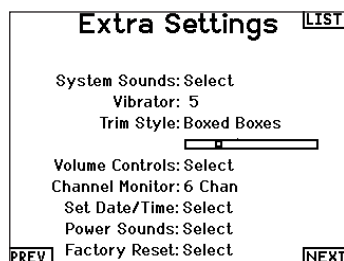 Extra Settings LIST
System Sounds: Select
Vibrator: 5
Trim Style: Boxed Boxes
Volume Controls: Select
Channel Monitor: 6 Chan
Set Date/Time: Select
Power Sounds: Select
PREV Factory Reset: Select NEXT